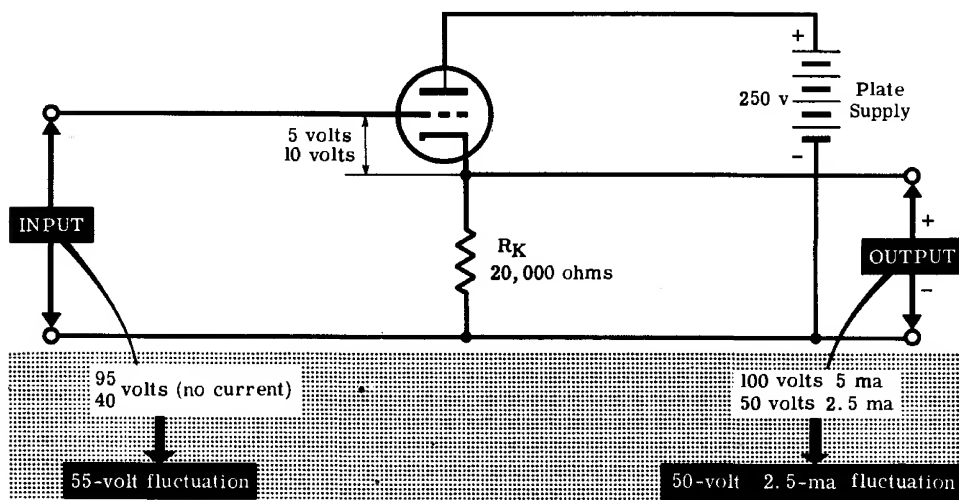 +
250 v
Plate
Supply
-
5 volts
10 volts
INPUT
RK
20,000 ohms
+
OUTPUT
-
95
40 volts (no current)
100 volts 5 ma
50 volts 2.5 ma
55-volt fluctuation
50-volt 2.5-ma fluctuation